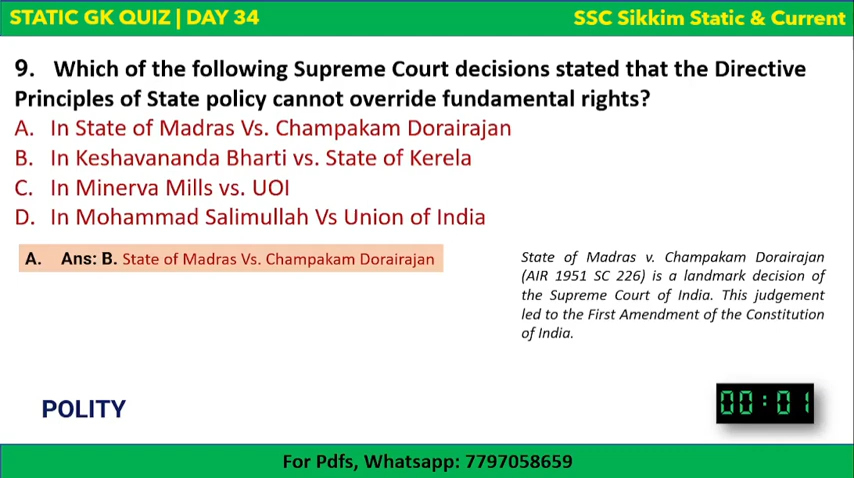 STATIC GK QUIZ | DAY 34
SSC Sikkim Static & Current
9. Which of the following Supreme Court decisions stated that the Directive
Principles of State policy cannot override fundamental rights?
A. In State of Madras Vs. Champakam Dorairajan
B. In Keshavananda Bharti vs. State of Kerela
C. In Minerva Mills vs. UOI
D. In Mohammad Salimullah Vs Union of India
A. Ans: B. State of Madras Vs. Champakam Dorairajan
State of Madras v. Champakam Dorairajan
(AIR 1951 SC 226) is a landmark decision of
the Supreme Court of India. This judgement
led to the First Amendment of the Constitution
of India.
POLITY
00:01
For Pdfs, Whatsapp: 7797058659